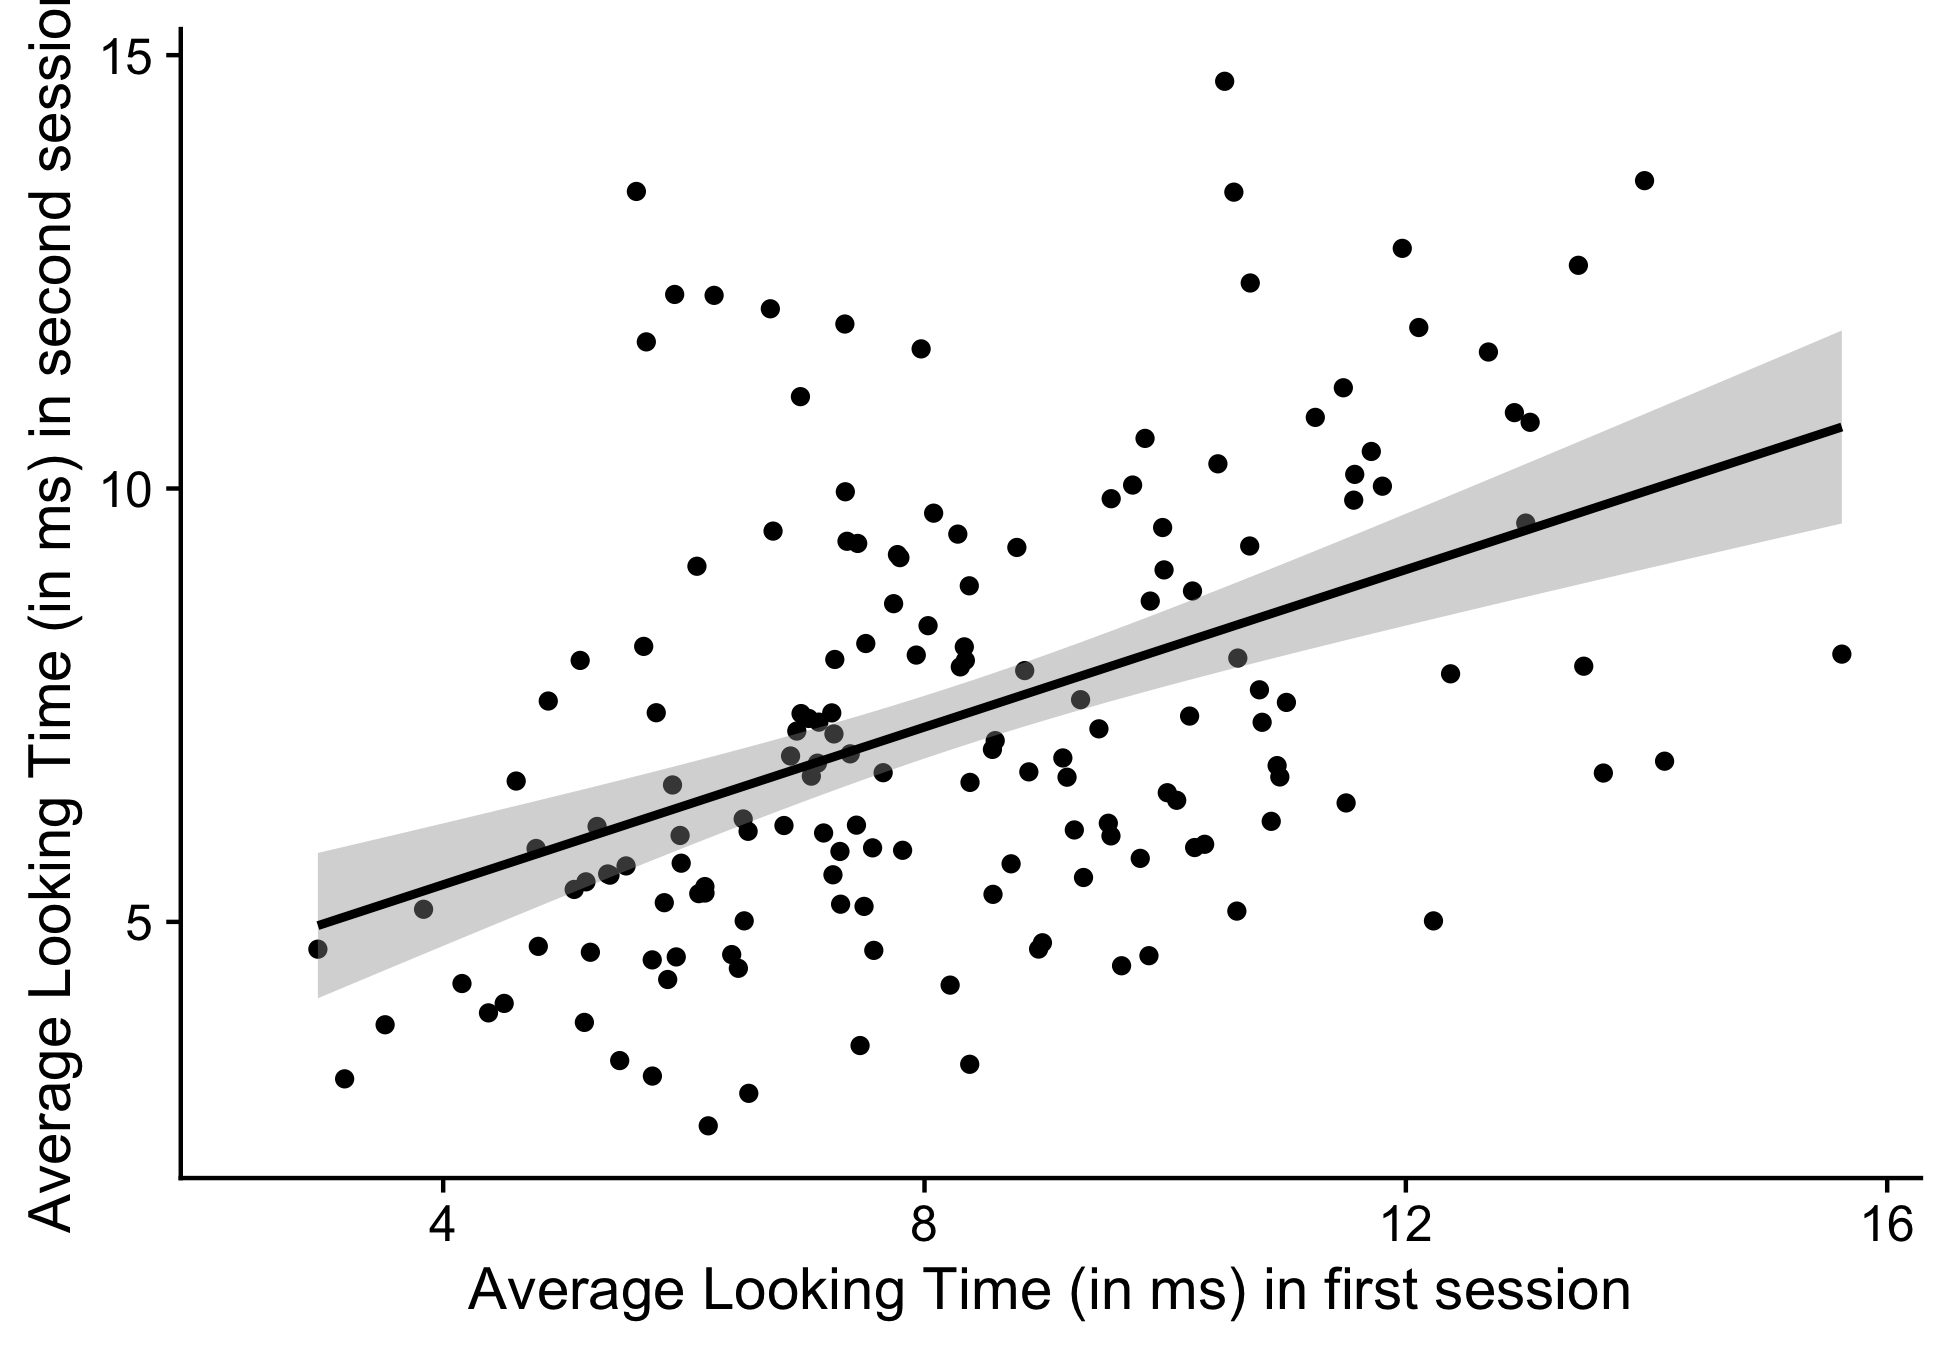 Average Looking Time (in ms) in second session
15
10
5
4 8 12 16
Average Looking Time (in ms) in first session